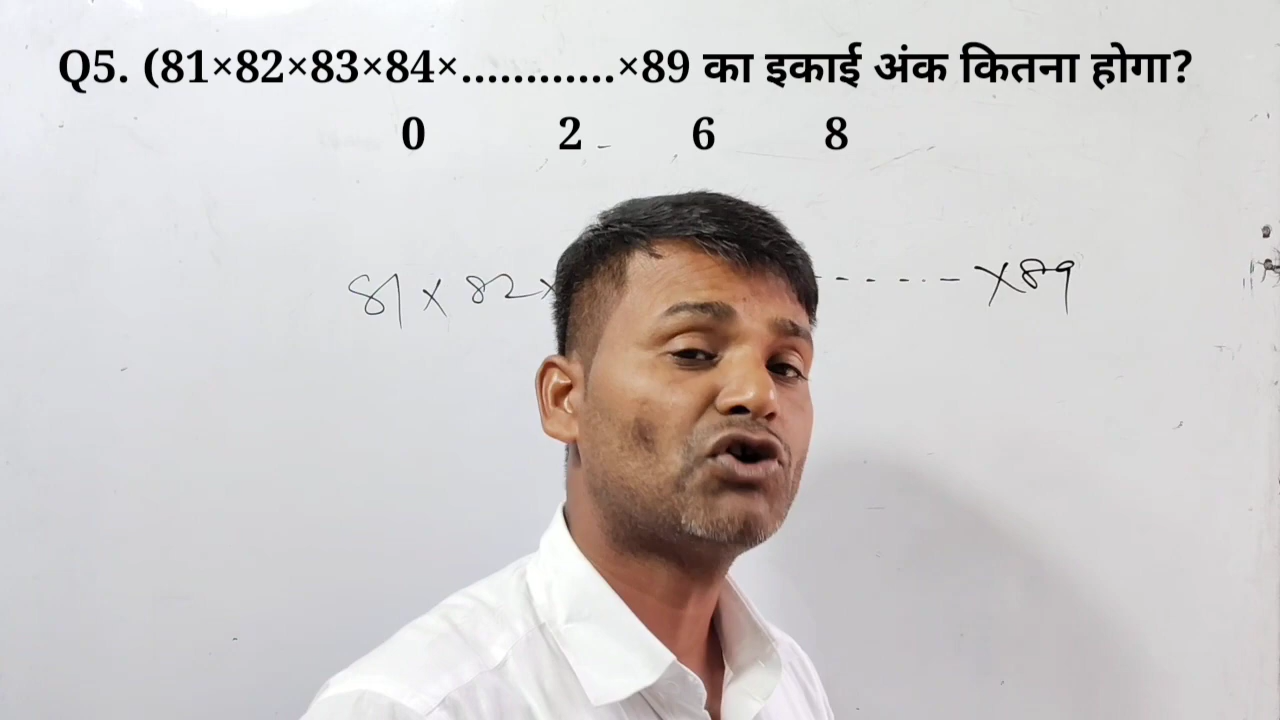 Q5. (81×82×83×84×............×89 का इकाई अंक कितना होगा?
0 2 6 8
81 × 82 × - - - - - × 89